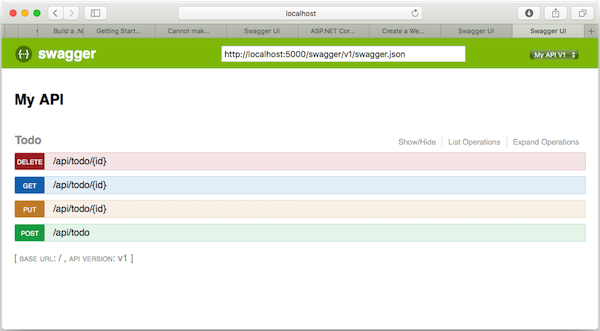 localhost
Build a .NI
Getting Start...
Cannot mak...
Swagger UI
ASP.NET Cor...
Create a We...
Swagger UI
Swagger UI
swagger
http://localhost:5000/swagger/v1/swagger.json
My API V1
My API
Todo
Show/Hide
List Operations
Expand Operations
DELETE /api/todo/{id}
GET /api/todo/{id}
PUT /api/todo/{id}
POST /api/todo
[ BASE URL: / , API VERSION: v1 ]